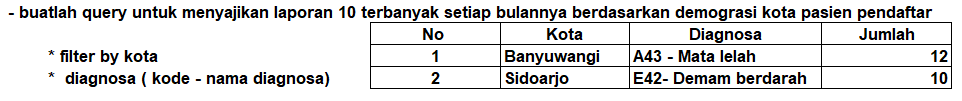 - buatlah query untuk menyajikan laporan 10 terbanyak setiap bulannya berdasarkan demograsi kota pasien pendaftar
No Kota Diagnosa Jumlah
* filter by kota 1 Banyuwangi A43 - Mata lelah 12
* diagnosa ( kode - nama diagnosa) 2 Sidoarjo E42- Demam berdarah 10